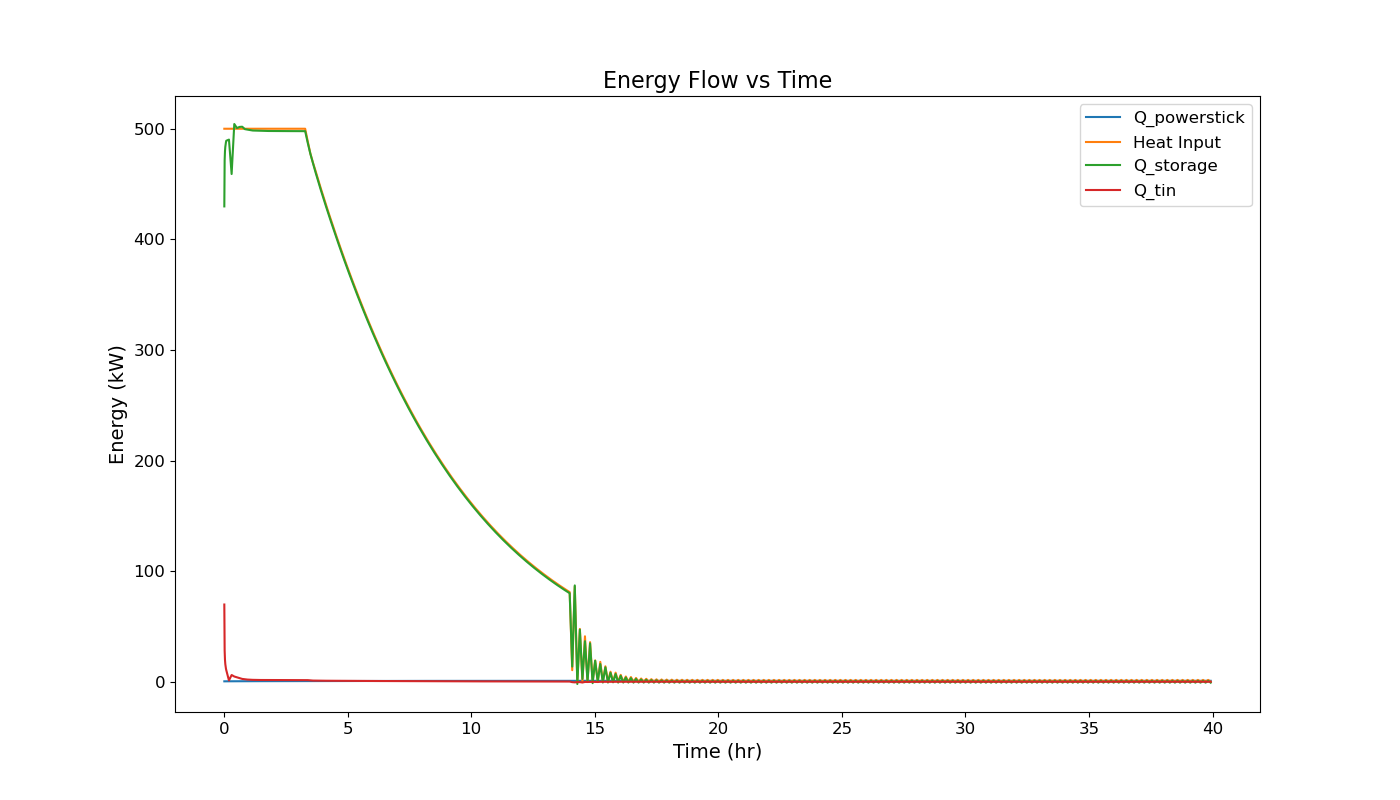 Energy Flow vs Time
Q_powerstick
Heat Input
Q_storage
Q_tin
Energy (kW)
500
400
300
200
100
0
0 5 10 15 20 25 30 35 40
Time (hr)